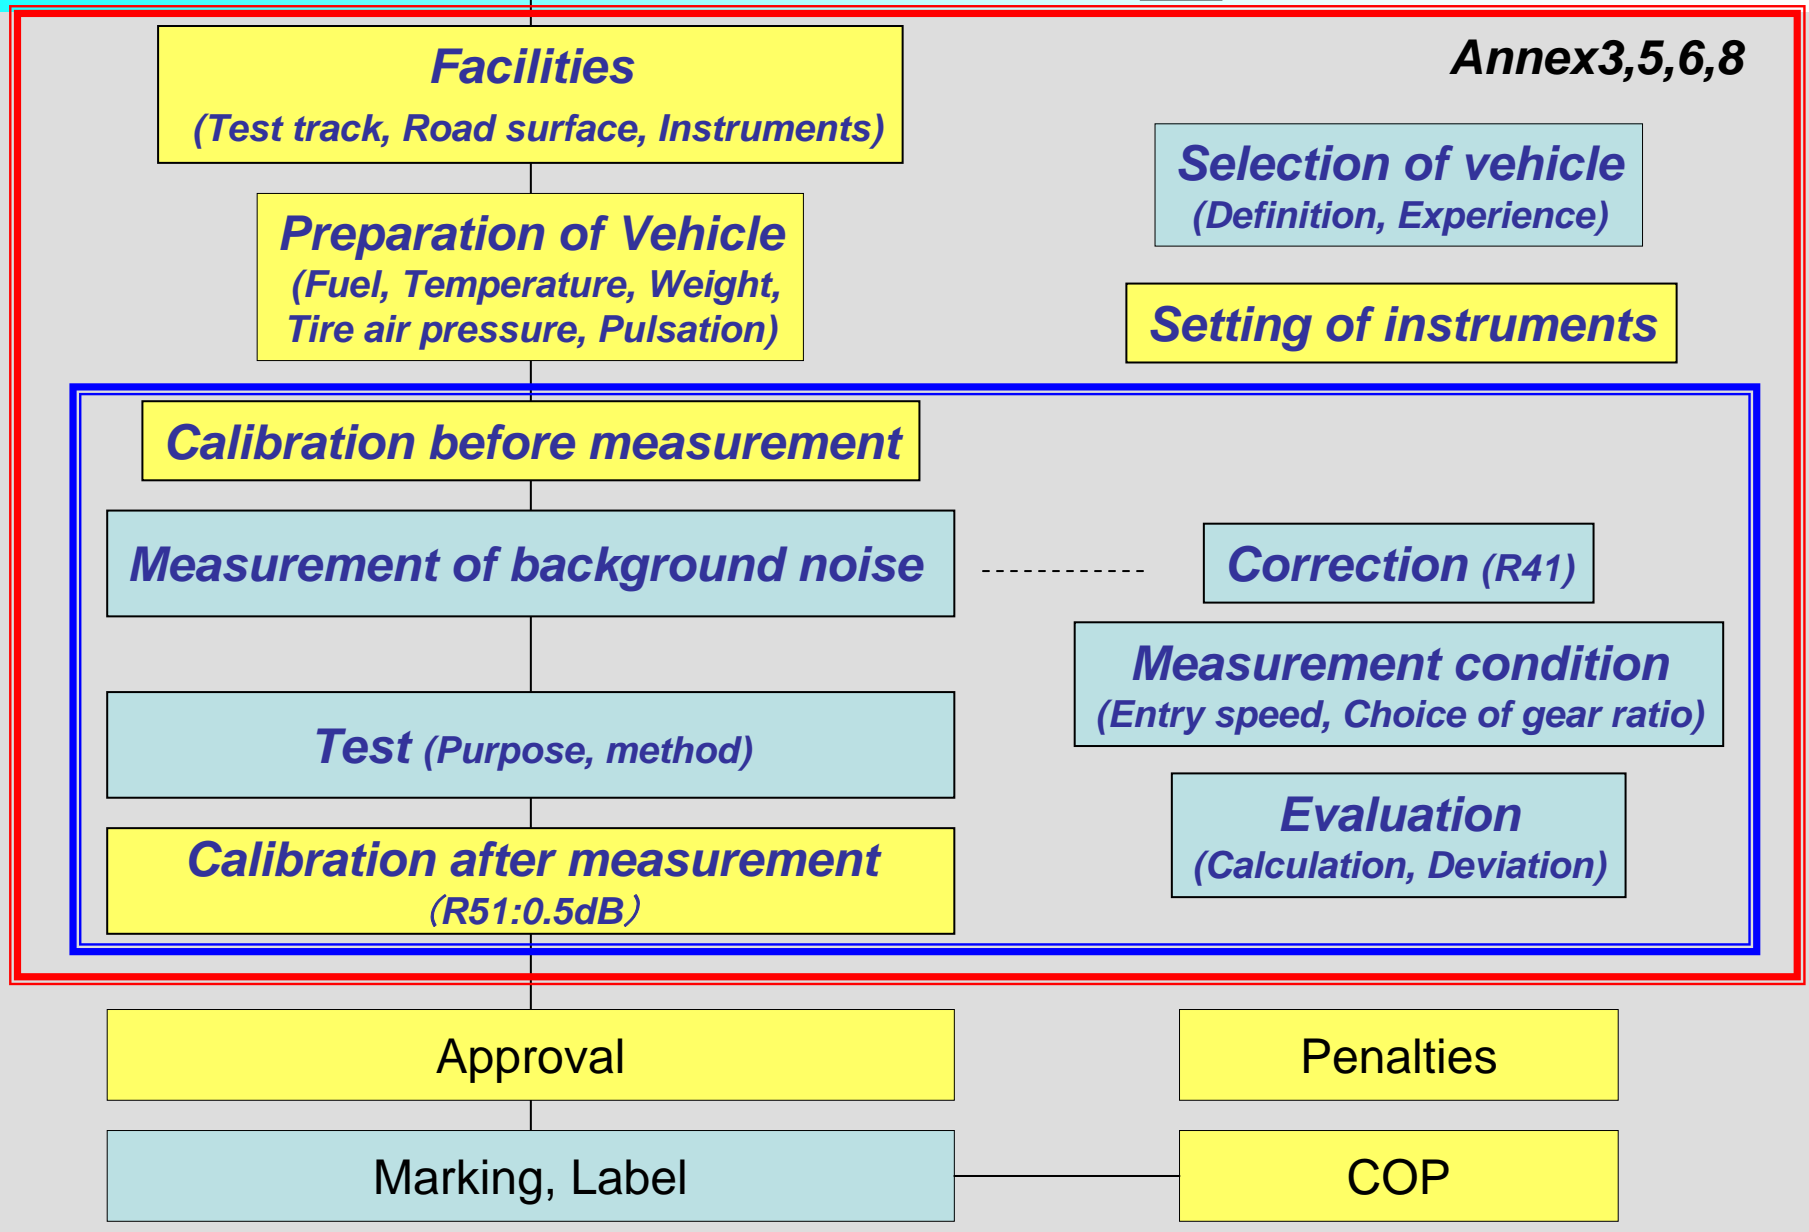 Annex3,5,6,8
Facilities
(Test track, Road surface, Instruments)
Selection of vehicle
(Definition, Experience)
Preparation of Vehicle
(Fuel, Temperature, Weight,
Tire air pressure, Pulsation)
Setting of instruments
Calibration before measurement
Measurement of background noise
Correction (R41)
Measurement condition
(Entry speed, Choice of gear ratio)
Test (Purpose, method)
Evaluation
(Calculation, Deviation)
Calibration after measurement
（R51:0.5dB）
Approval
Penalties
Marking, Label
COP